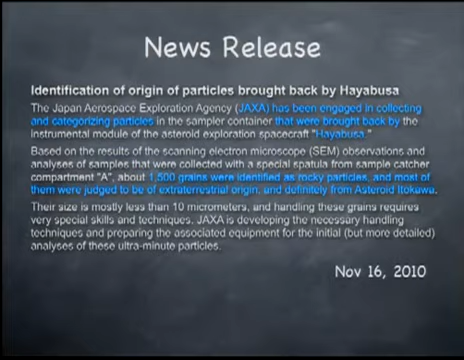 News Release
Identification of origin of particles brought back by Hayabusa
The Japan Aerospace Exploration Agency (JAXA) has been engaged in collecting
and categorizing particles in the sampler container that were brought back by the
instrumental module of the asteroid exploration spacecraft "Hayabusa."
Based on the results of the scanning electron microscope (SEM) observations and
analyses of samples that were collected with a special spatula from sample catcher
compartment "A", about 1,500 grains were identified as rocky particles, and most of
them were judged to be of extraterrestrial origin, and definitely from Asteroid Itokawa.
Their size is mostly less than 10 micrometers, and handling these grains requires
very special skills and techniques. JAXA is developing the necessary handling
techniques and preparing the associated equipment for the initial (but more detailed)
analyses of these ultra-minute particles.
Nov 16, 2010